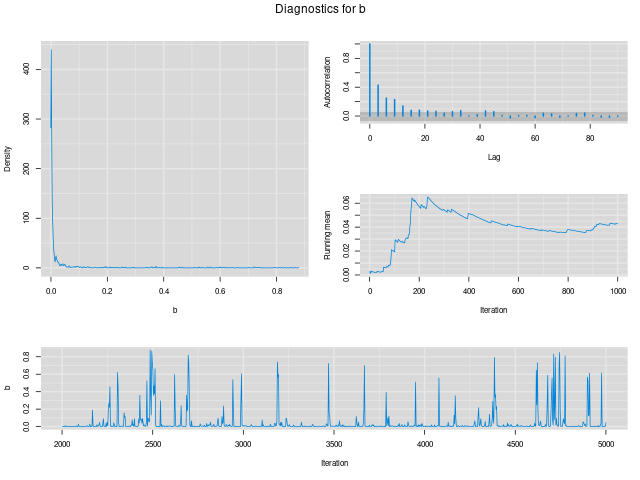 Diagnostics for b
Density
0
100
200
300
400
0.0 0.2 0.4 0.6 0.8
b
Autocorrelation
0.0
0.4
0.8
0 20 40 60 80
Lag
Running mean
0.00
0.02
0.04
0.06
0 200 400 600 800 1000
Iteration
b
0.0
0.2
0.4
0.6
0.8
2000 2500 3000 3500 4000 4500 5000
Iteration